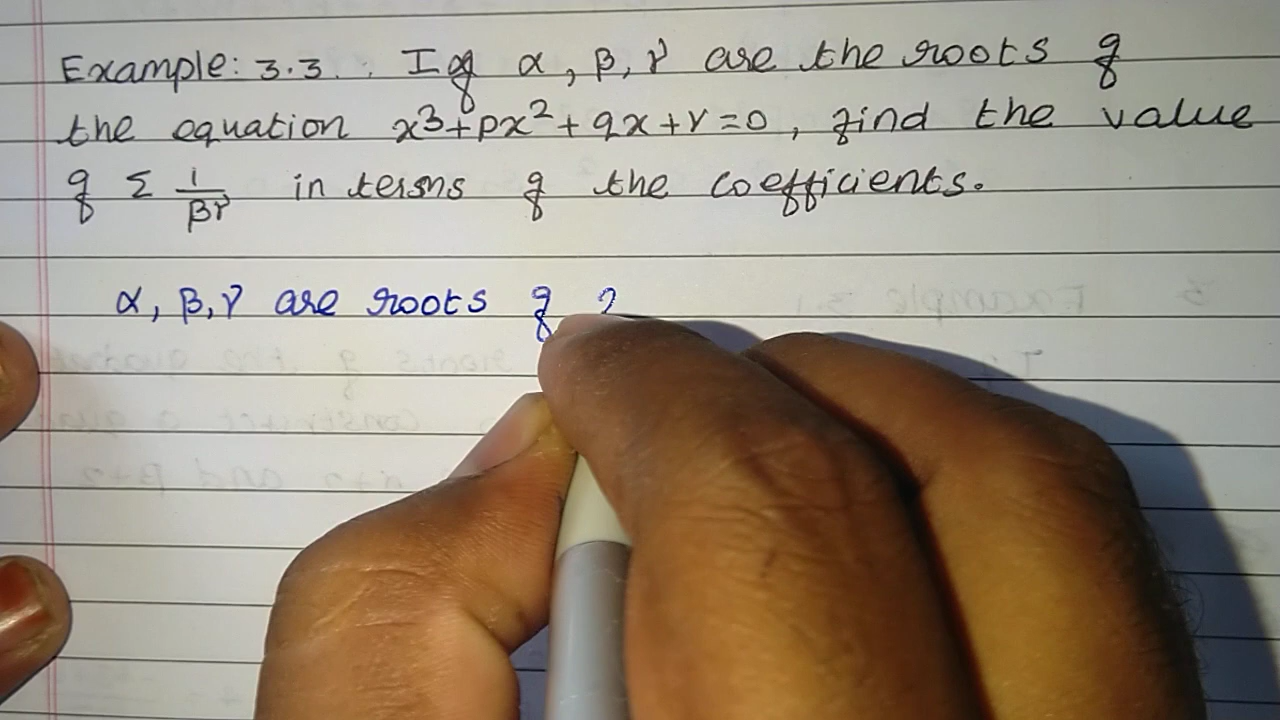 Example: 3.3. If α, β, γ are the roots of
the equation x³+px²+qx+r=0, find the value
of Σ 1/βγ in terms of the coefficients.
α, β, γ are roots of